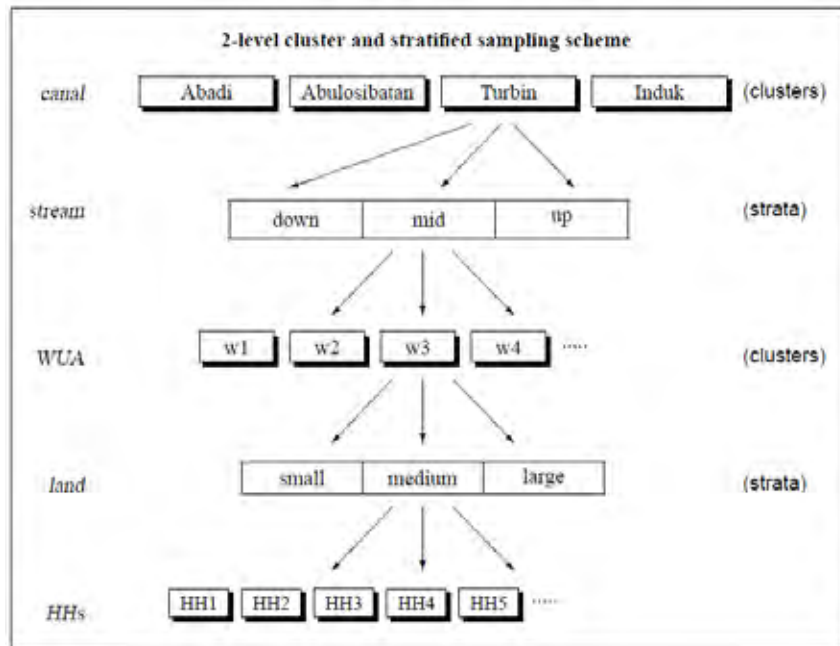 2-level cluster and stratified sampling scheme
canal Abadi Abulosibatan Turbin Induk (clusters)
stream down mid up (strata)
WUA w1 w2 w3 w4 ..... (clusters)
land small medium large (strata)
HHs HH1 HH2 HH3 HH4 HH5 .....